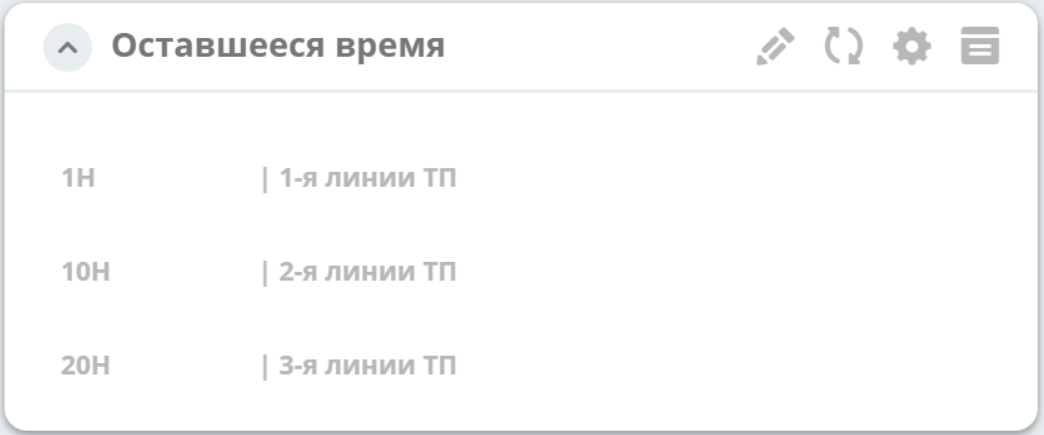 Оставшееся время
1H | 1-я линии ТП
10H | 2-я линии ТП
20H | 3-я линии ТП